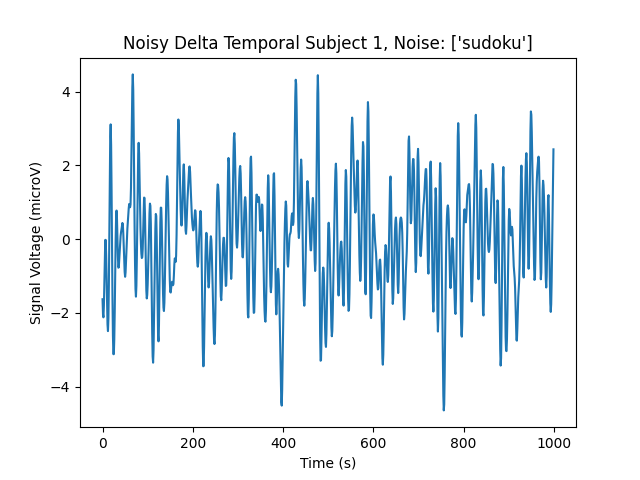 Noisy Delta Temporal Subject 1, Noise: ['sudoku']
Signal Voltage (microV)
4
2
0
−2
−4
0 200 400 600 800 1000
Time (s)